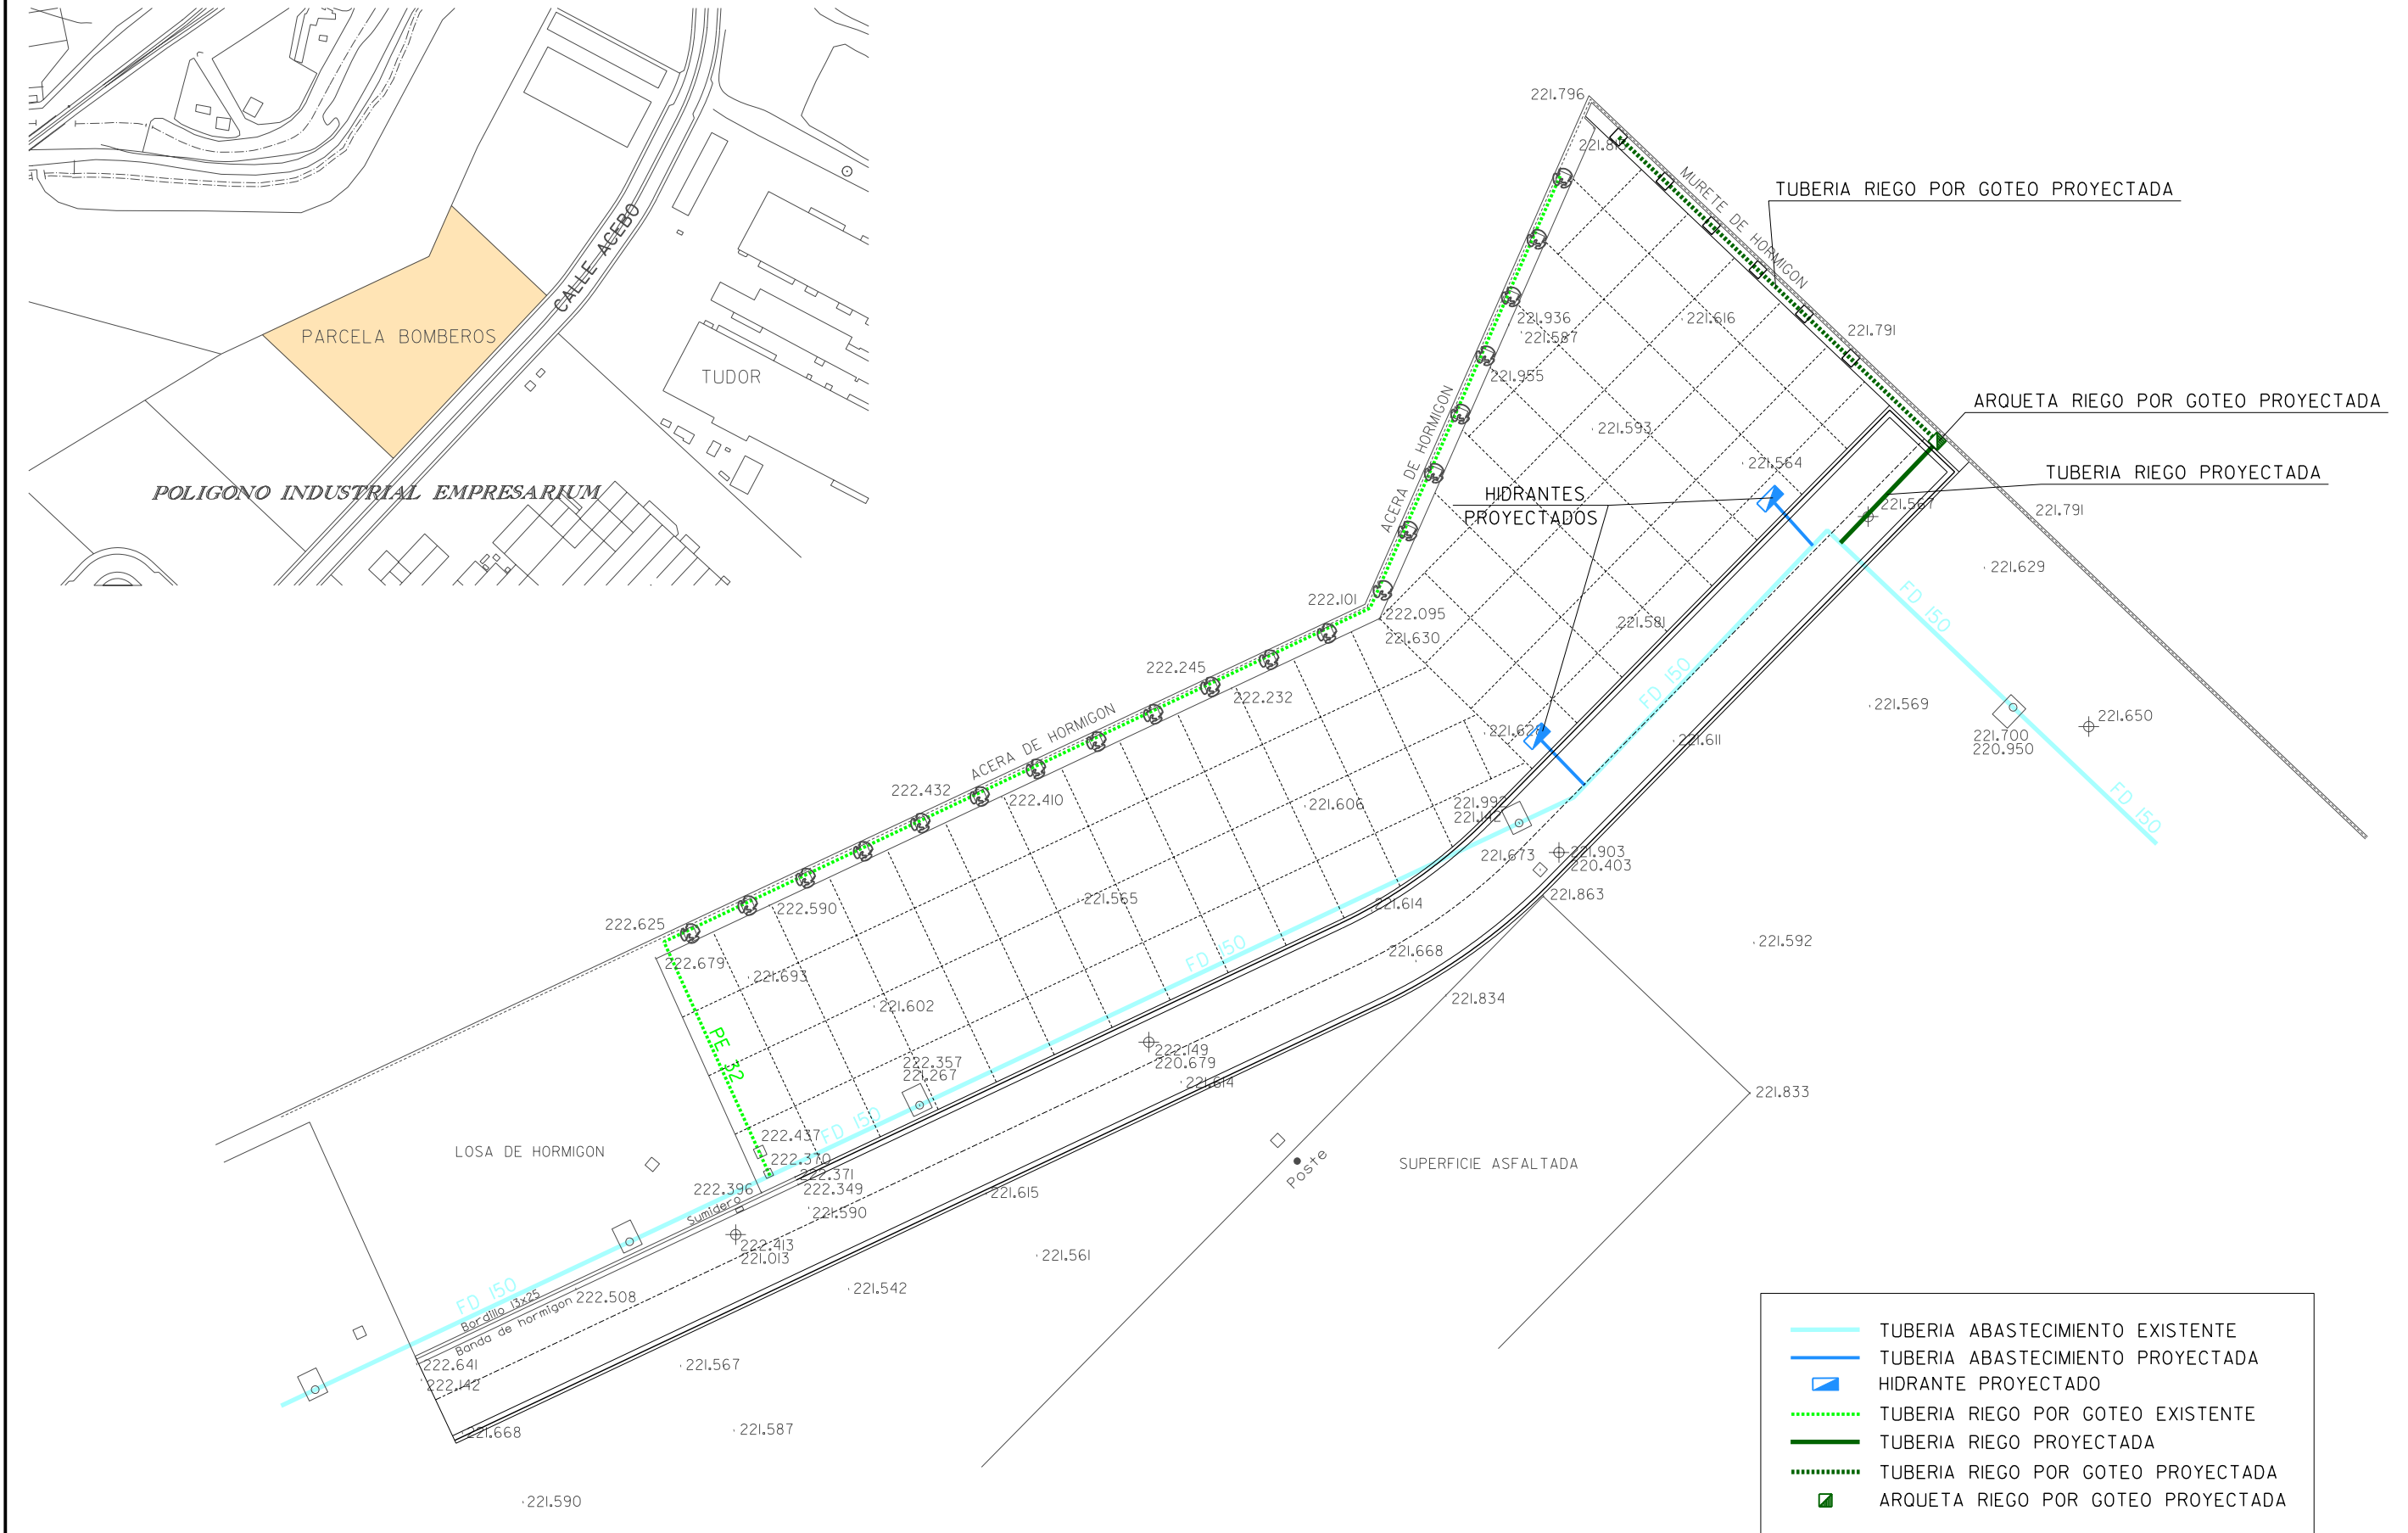 CALLE ACEBO
PARCELA BOMBEROS
TUDOR
POLIGONO INDUSTRIAL EMPRESARIUM
221.796
MURETE DE HORMIGON
TUBERIA RIEGO POR GOTEO PROYECTADA
221.936
221.587
221.616
221.791
221.955
ACERA DE HORMIGON
ARQUETA RIEGO POR GOTEO PROYECTADA
221.593
221.564
TUBERIA RIEGO PROYECTADA
HIDRANTES
PROYECTADOS
221.567
221.791
221.629
FD 150
222.101
222.095
221.630
221.581
222.245
222.232
FD 150
221.569
221.650
221.700
220.950
ACERA DE HORMIGON
221.611
FD 150
222.432
222.410
221.606
221.992
221.142
221.673
221.903
220.403
221.863
222.625
222.590
221.565
221.614
221.592
FD 150
221.668
222.679
221.693
221.602
221.834
PE 32
222.149
220.679
222.357
221.267
221.614
221.833
FD 150
222.437
222.370
222.371
LOSA DE HORMIGON
222.396
222.349
221.615
Poste
SUPERFICIE ASFALTADA
Sumidero
221.590
222.413
221.013
221.561
FD 150
Bordillo 13x25
222.508
Banda de hormigon
221.542
222.641
222.142
221.567
221.668
221.587
221.590
TUBERIA ABASTECIMIENTO EXISTENTE
TUBERIA ABASTECIMIENTO PROYECTADA
HIDRANTE PROYECTADO
TUBERIA RIEGO POR GOTEO EXISTENTE
TUBERIA RIEGO PROYECTADA
TUBERIA RIEGO POR GOTEO PROYECTADA
ARQUETA RIEGO POR GOTEO PROYECTADA